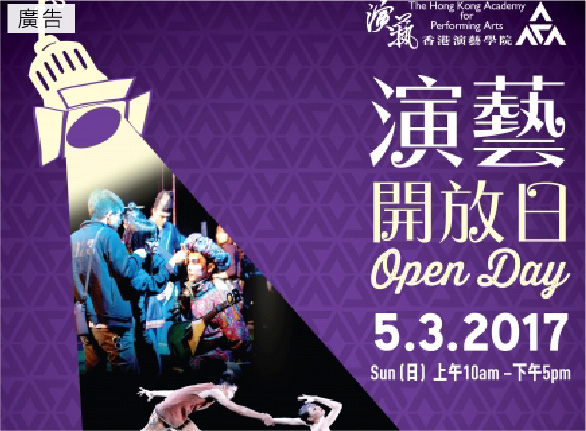 廣告
演藝
The Hong Kong Academy
for
Performing Arts
香港演藝學院
演藝
開放日
Open Day
5.3.2017
Sun (日) 上午10am –下午5pm